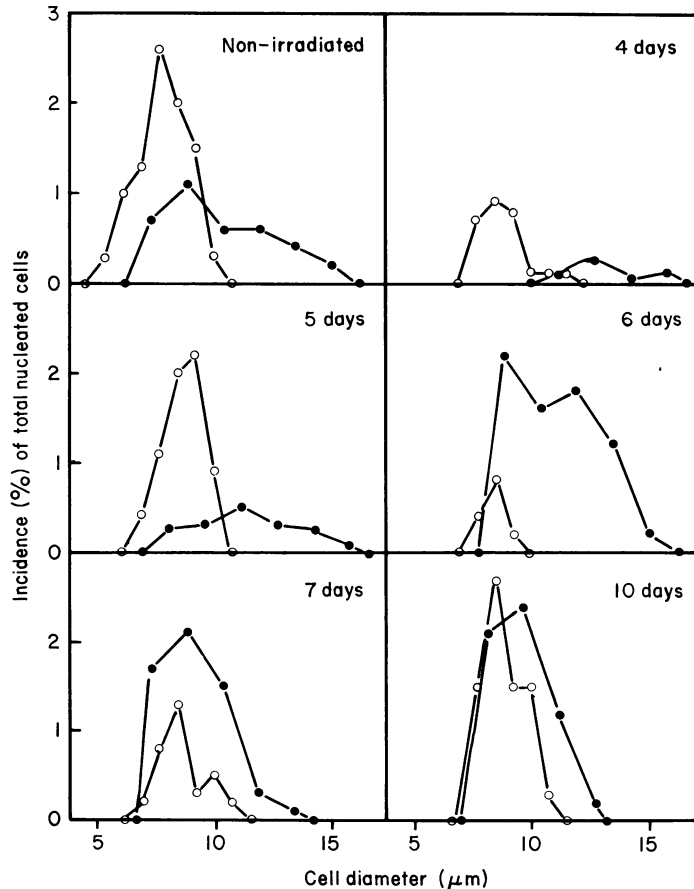 3
Non-irradiated
4 days
2
1
0
5 days
6 days
2
1
0
7 days
10 days
2
1
0
5
10
15
5
10
15
Incidence (%) of total nucleated cells
Cell diameter (μm)